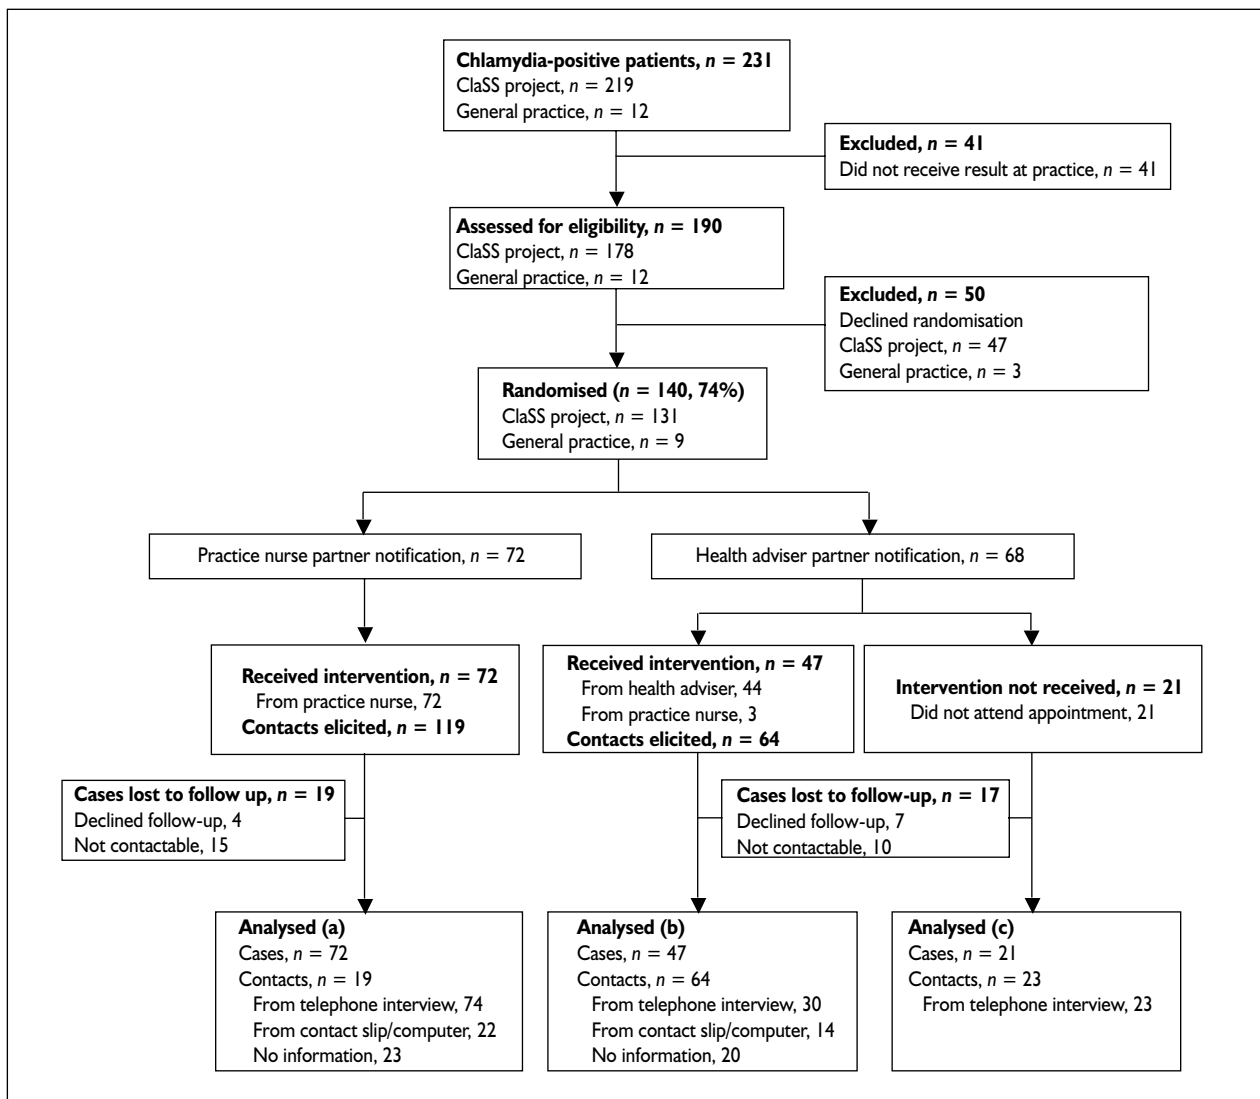 Chlamydia-positive patients, n = 231
ClaSS project, n = 219
General practice, n = 12
Excluded, n = 41
Did not receive result at practice, n = 41
Assessed for eligibility, n = 190
ClaSS project, n = 178
General practice, n = 12
Excluded, n = 50
Declined randomisation
ClaSS project, n = 47
General practice, n = 3
Randomised (n = 140, 74%)
ClaSS project, n = 131
General practice, n = 9
Practice nurse partner notification, n = 72
Health adviser partner notification, n = 68
Received intervention, n = 72
From practice nurse, 72
Contacts elicited, n = 119
Received intervention, n = 47
From health adviser, 44
From practice nurse, 3
Contacts elicited, n = 64
Intervention not received, n = 21
Did not attend appointment, 21
Cases lost to follow up, n = 19
Declined follow-up, 4
Not contactable, 15
Cases lost to follow-up, n = 17
Declined follow-up, 7
Not contactable, 10
Analysed (a)
Cases, n = 72
Contacts, n = 19
From telephone interview, 74
From contact slip/computer, 22
No information, 23
Analysed (b)
Cases, n = 47
Contacts, n = 64
From telephone interview, 30
From contact slip/computer, 14
No information, 20
Analysed (c)
Cases, n = 21
Contacts, n = 23
From telephone interview, 23